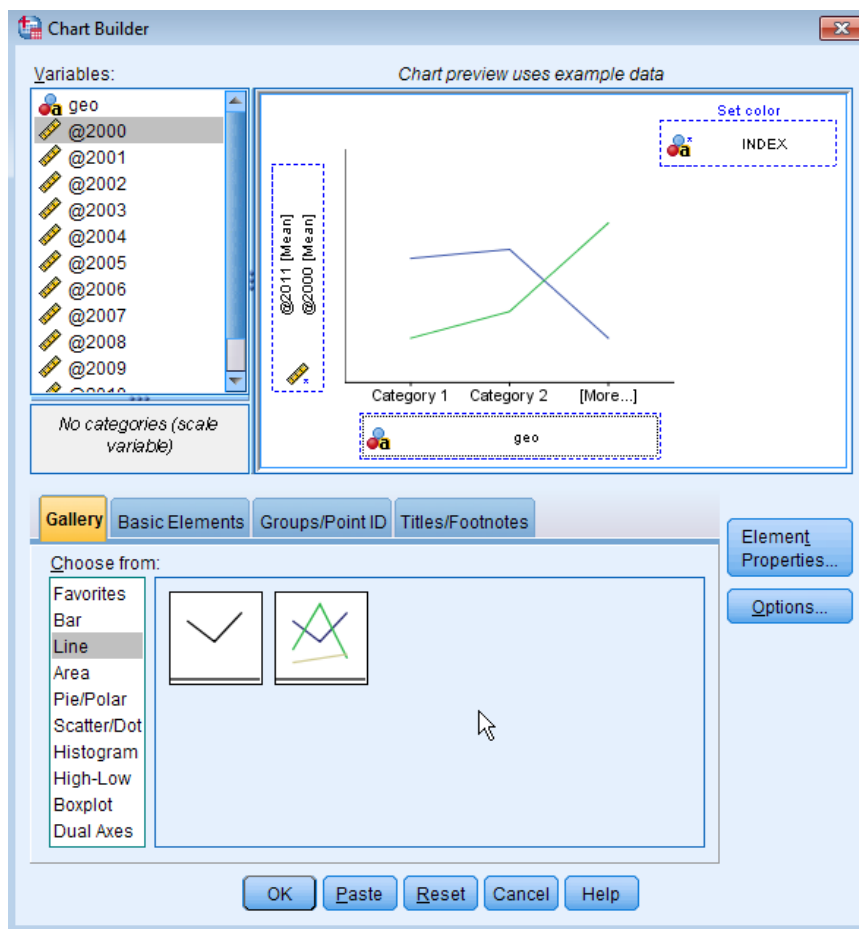 Chart Builder
Variables:
geo
@2000
@2001
@2002
@2003
@2004
@2005
@2006
@2007
@2008
@2009
No categories (scale
variable)
Chart preview uses example data
Set color
INDEX
@2011 [Mean]
@2000 [Mean]
Category 1 Category 2 [More...]
geo
Gallery Basic Elements Groups/Point ID Titles/Footnotes
Choose from:
Favorites
Bar
Line
Area
Pie/Polar
Scatter/Dot
Histogram
High-Low
Boxplot
Dual Axes
Element
Properties...
Options...
OK Paste Reset Cancel Help